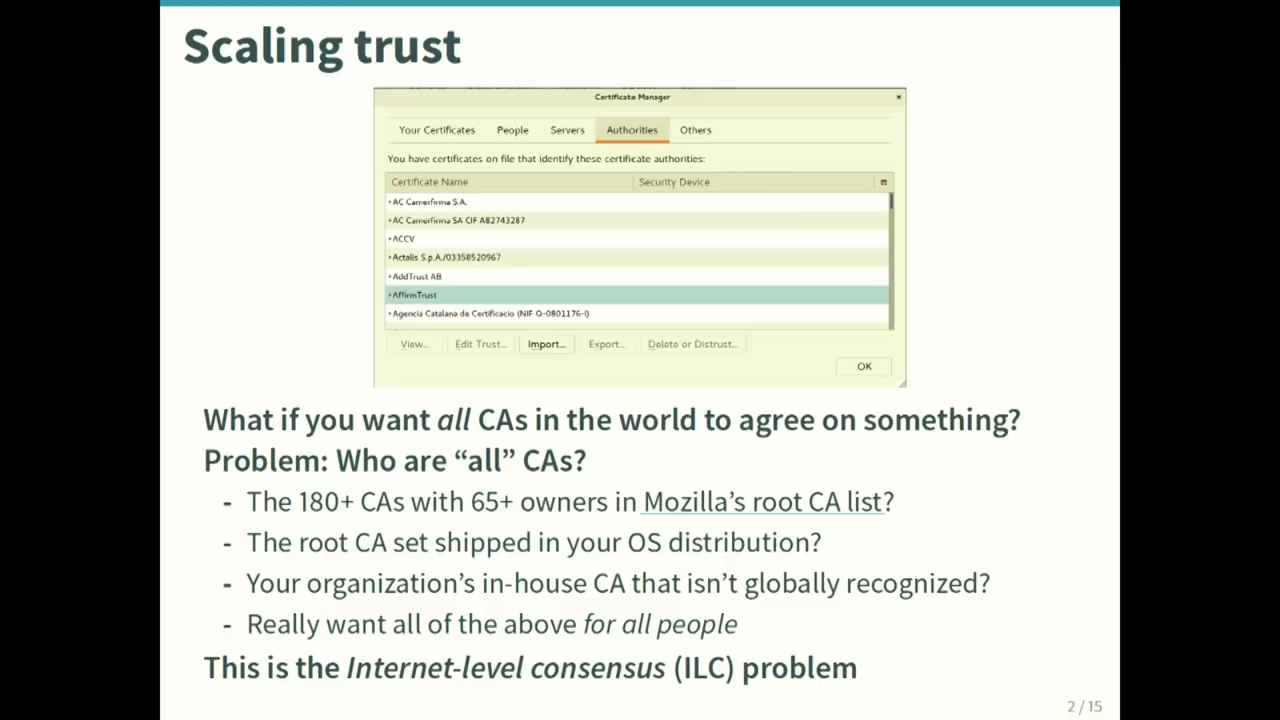 Scaling trust
Certificate Manager
Your Certificates People Servers Authorities Others
You have certificates on file that identify these certificate authorities:
Certificate Name Security Device
AC Camerfirma S.A.
AC Camerfirma SA CIF A82743287
ACCV
Actalis S.p.A./03358520967
AddTrust AB
AffirmTrust
Agencia Catalana de Certificacio (NIF Q-0801176-I)
View... Edit Trust... Import... Export... Delete or Distrust...
OK
What if you want all CAs in the world to agree on something?
Problem: Who are “all” CAs?
- The 180+ CAs with 65+ owners in Mozilla’s root CA list?
- The root CA set shipped in your OS distribution?
- Your organization’s in-house CA that isn’t globally recognized?
- Really want all of the above for all people
This is the Internet-level consensus (ILC) problem
2 / 15